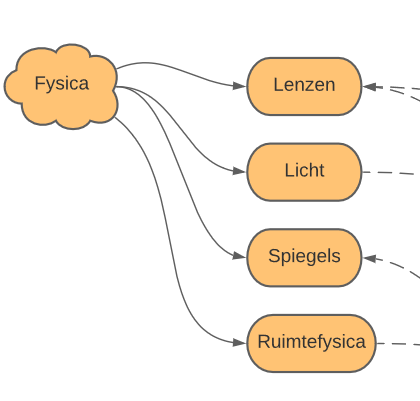 Fysica
Lenzen
Licht
Spiegels
Ruimtefysica